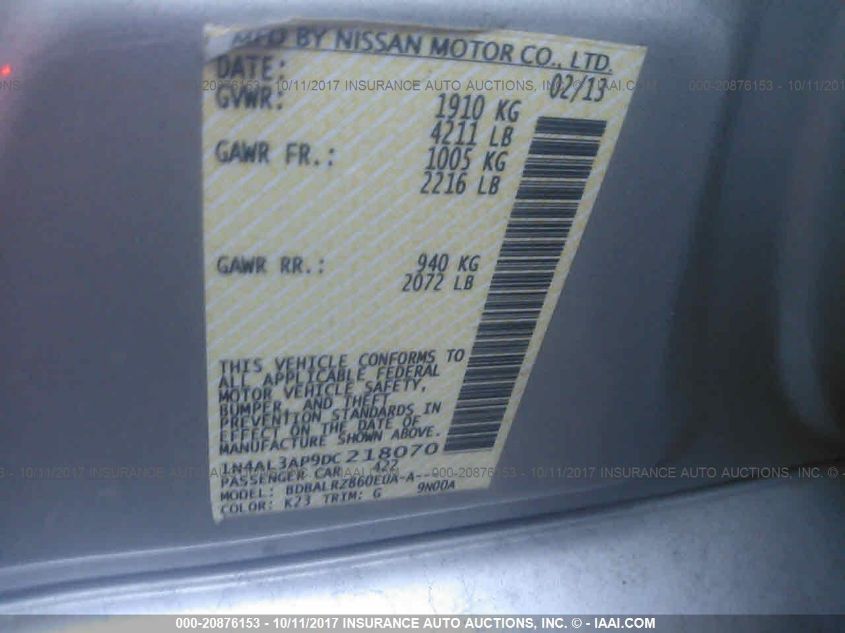 MFD BY NISSAN MOTOR CO., LTD.
DATE: 02/13
GVWR: 1910 KG
4211 LB
GAWR FR.: 1005 KG
2216 LB
GAWR RR.: 940 KG
2072 LB
THIS VEHICLE CONFORMS TO
ALL APPLICABLE FEDERAL
MOTOR VEHICLE SAFETY,
BUMPER, AND THEFT
PREVENTION STANDARDS IN
EFFECT ON THE DATE OF
MANUFACTURE SHOWN ABOVE.
1N4AL3AP9DC218070
PASSENGER CAR 422
MODEL: BDBALRZ860EUA-A--
COLOR: K23 TRIM: G 9N00A
000-20876153 - 10/11/2017 INSURANCE AUTO AUCTIONS, INC. © - IAAI.COM